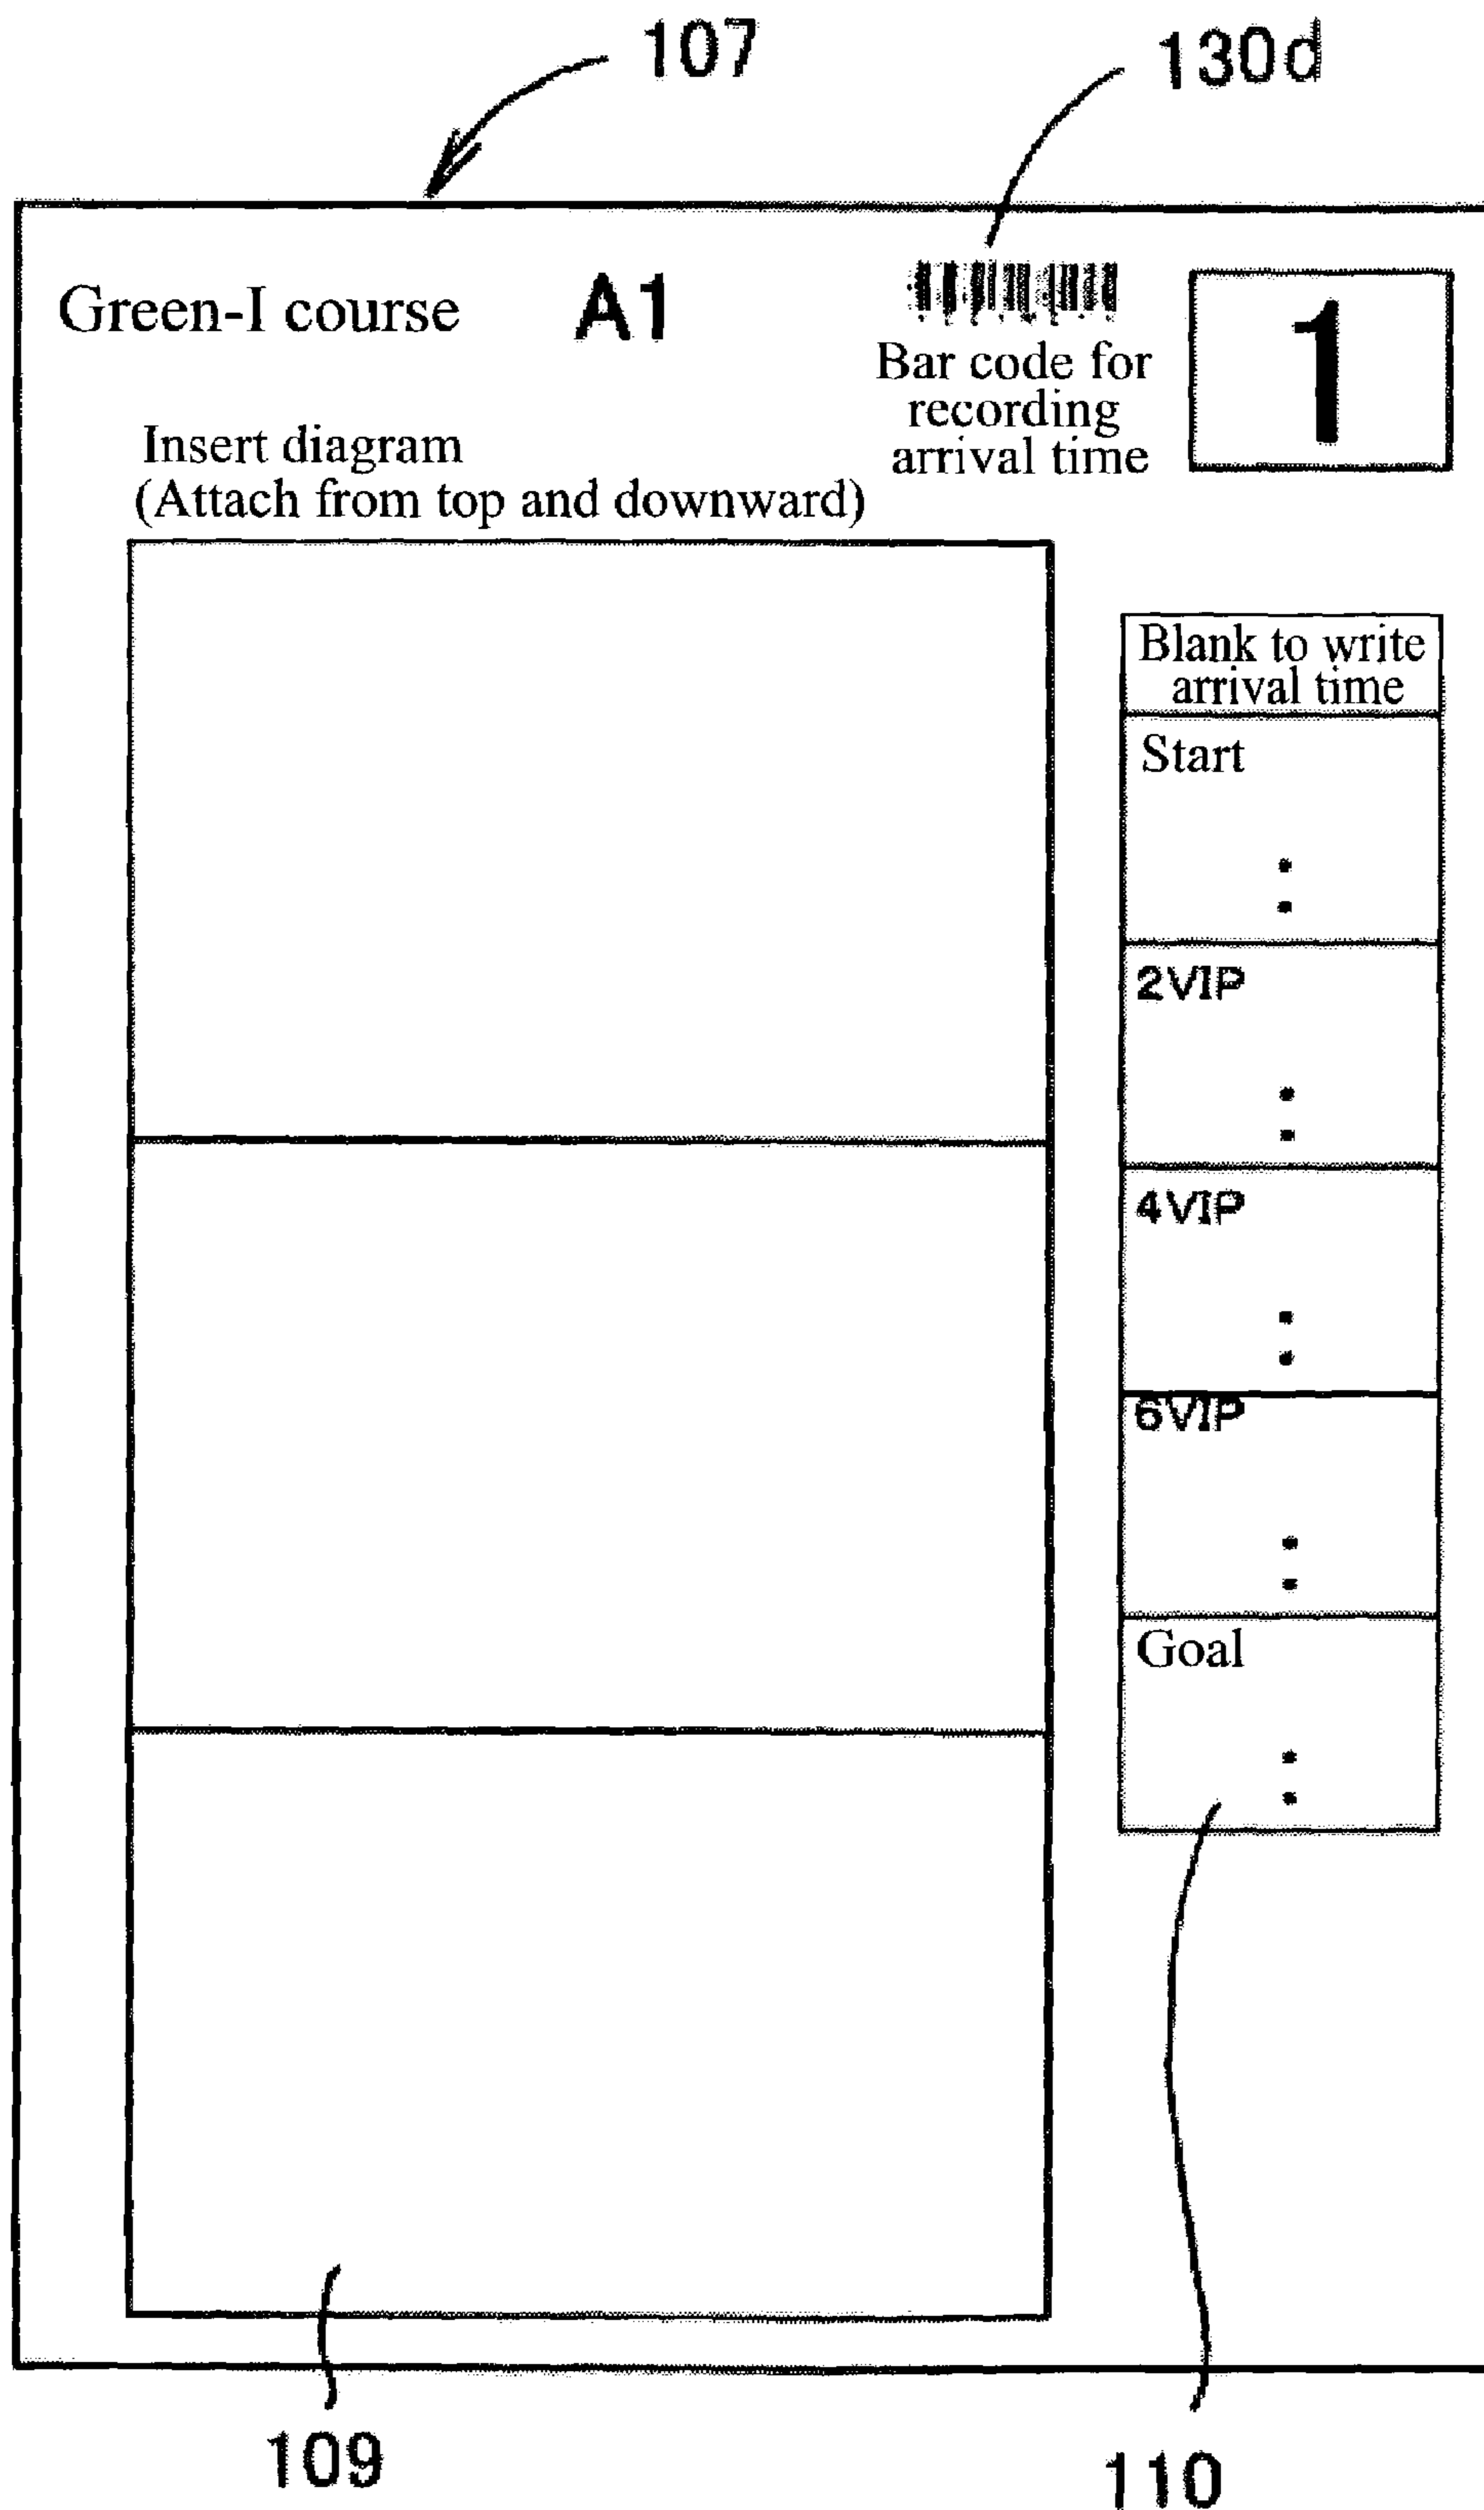 107
130d
Green-I course
A1
Bar code for
recording
arrival time
1
Insert diagram
(Attach from top and downward)
Blank to write
arrival time
Start
:
2VIP
:
4VIP
:
6VIP
:
Goal
:
109
110